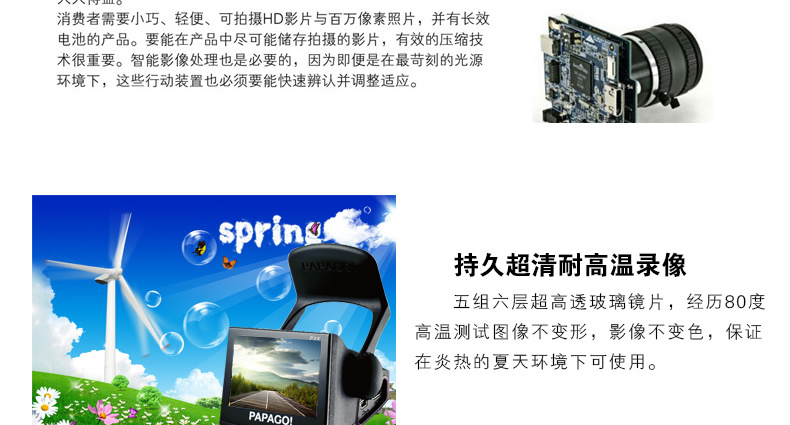 消费者需要小巧、轻便、可拍摄HD影片与百万像素照片，并有长效
电池的产品。要能在产品中尽可能储存拍摄的影片，有效的压缩技
术很重要。智能影像处理也是必要的，因为即便是在最苛刻的光源
环境下，这些行动装置也必须要能快速辨认并调整适应。
spring
PAPAGO!
持久超清耐高温录像
五组六层超高透玻璃镜片，经历80度
高温测试图像不变形，影像不变色，保证
在炎热的夏天环境下可使用。
PAPAGO!